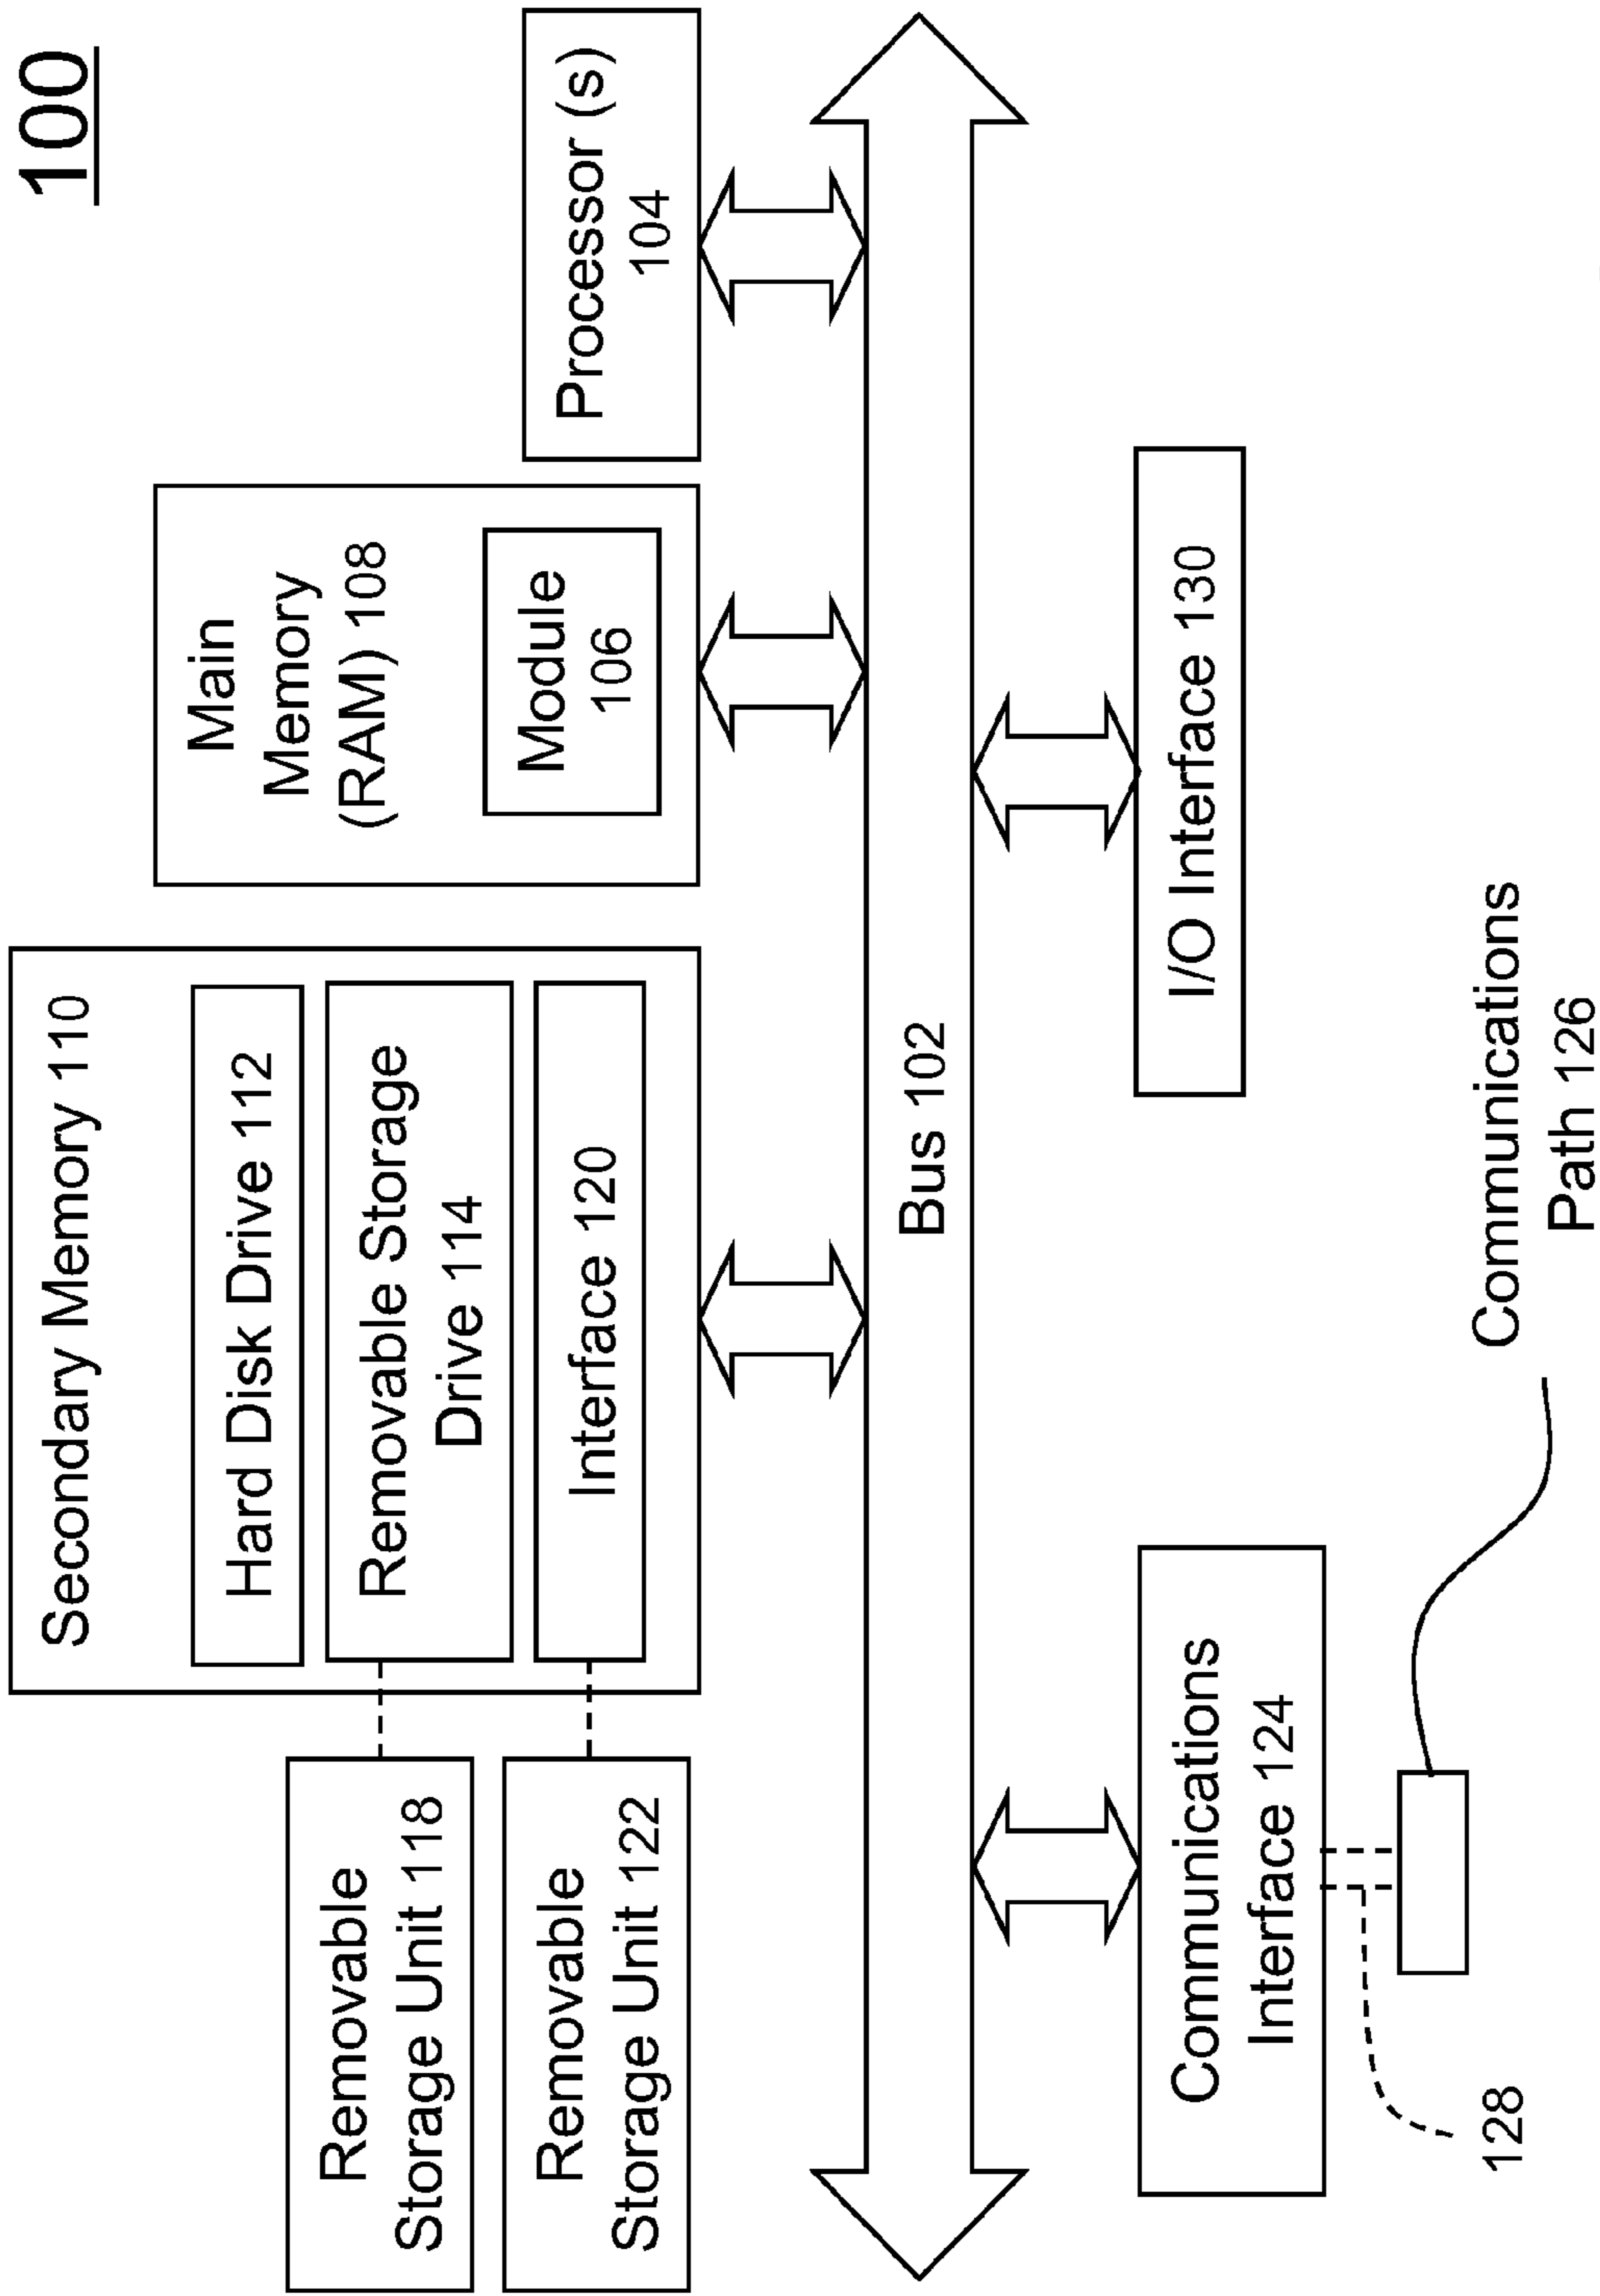 100
Secondary Memory 110
Hard Disk Drive 112
Removable Storage
Drive 114
Interface 120
Removable
Storage Unit 118
Removable
Storage Unit 122
Main
Memory
(RAM) 108
Module
106
Processor (s)
104
Bus 102
Communications
Interface 124
I/O Interface 130
128
Communications
Path 126